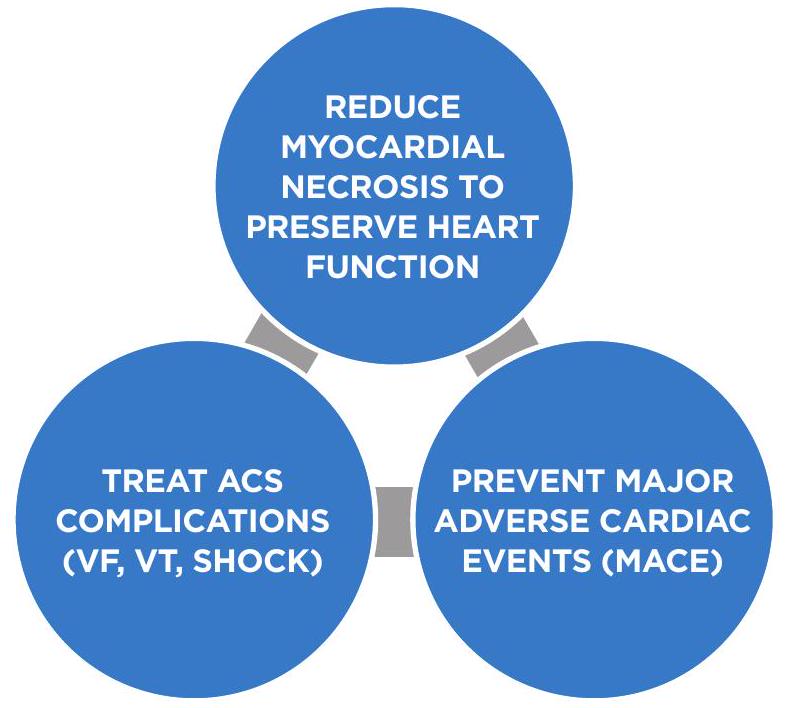 REDUCE
MYOCARDIAL
NECROSIS TO
PRESERVE HEART
FUNCTION
TREAT ACS
COMPLICATIONS
(VF, VT, SHOCK)
PREVENT MAJOR
ADVERSE CARDIAC
EVENTS (MACE)